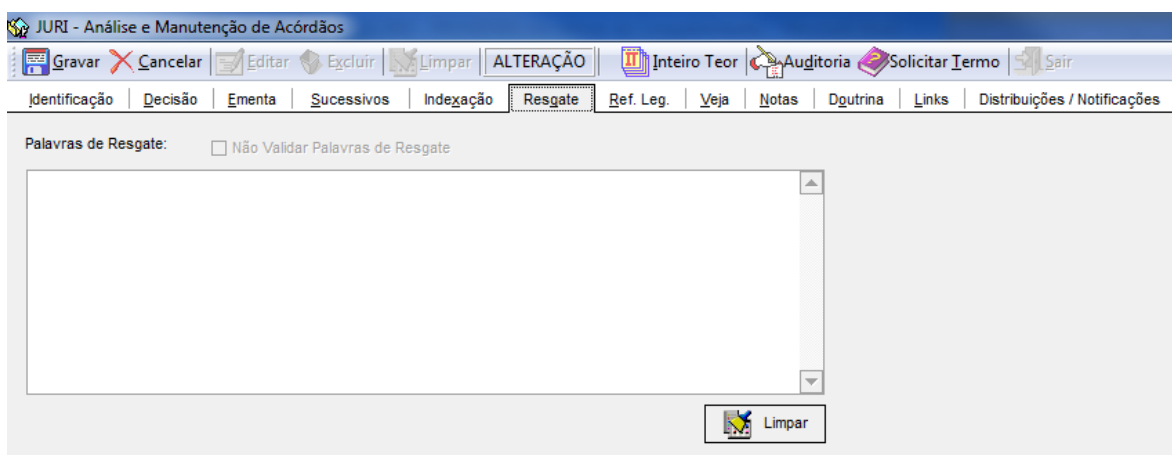 JURI - Análise e Manutenção de Acórdãos
Gravar Cancelar Editar Excluir Limpar ALTERAÇÃO Inteiro Teor Auditoria Solicitar Termo Sair
Identificação Decisão Ementa Sucessivos Indexação Resgate Ref. Leg. Veja Notas Doutrina Links Distribuições / Notificações
Palavras de Resgate: Não Validar Palavras de Resgate
Limpar